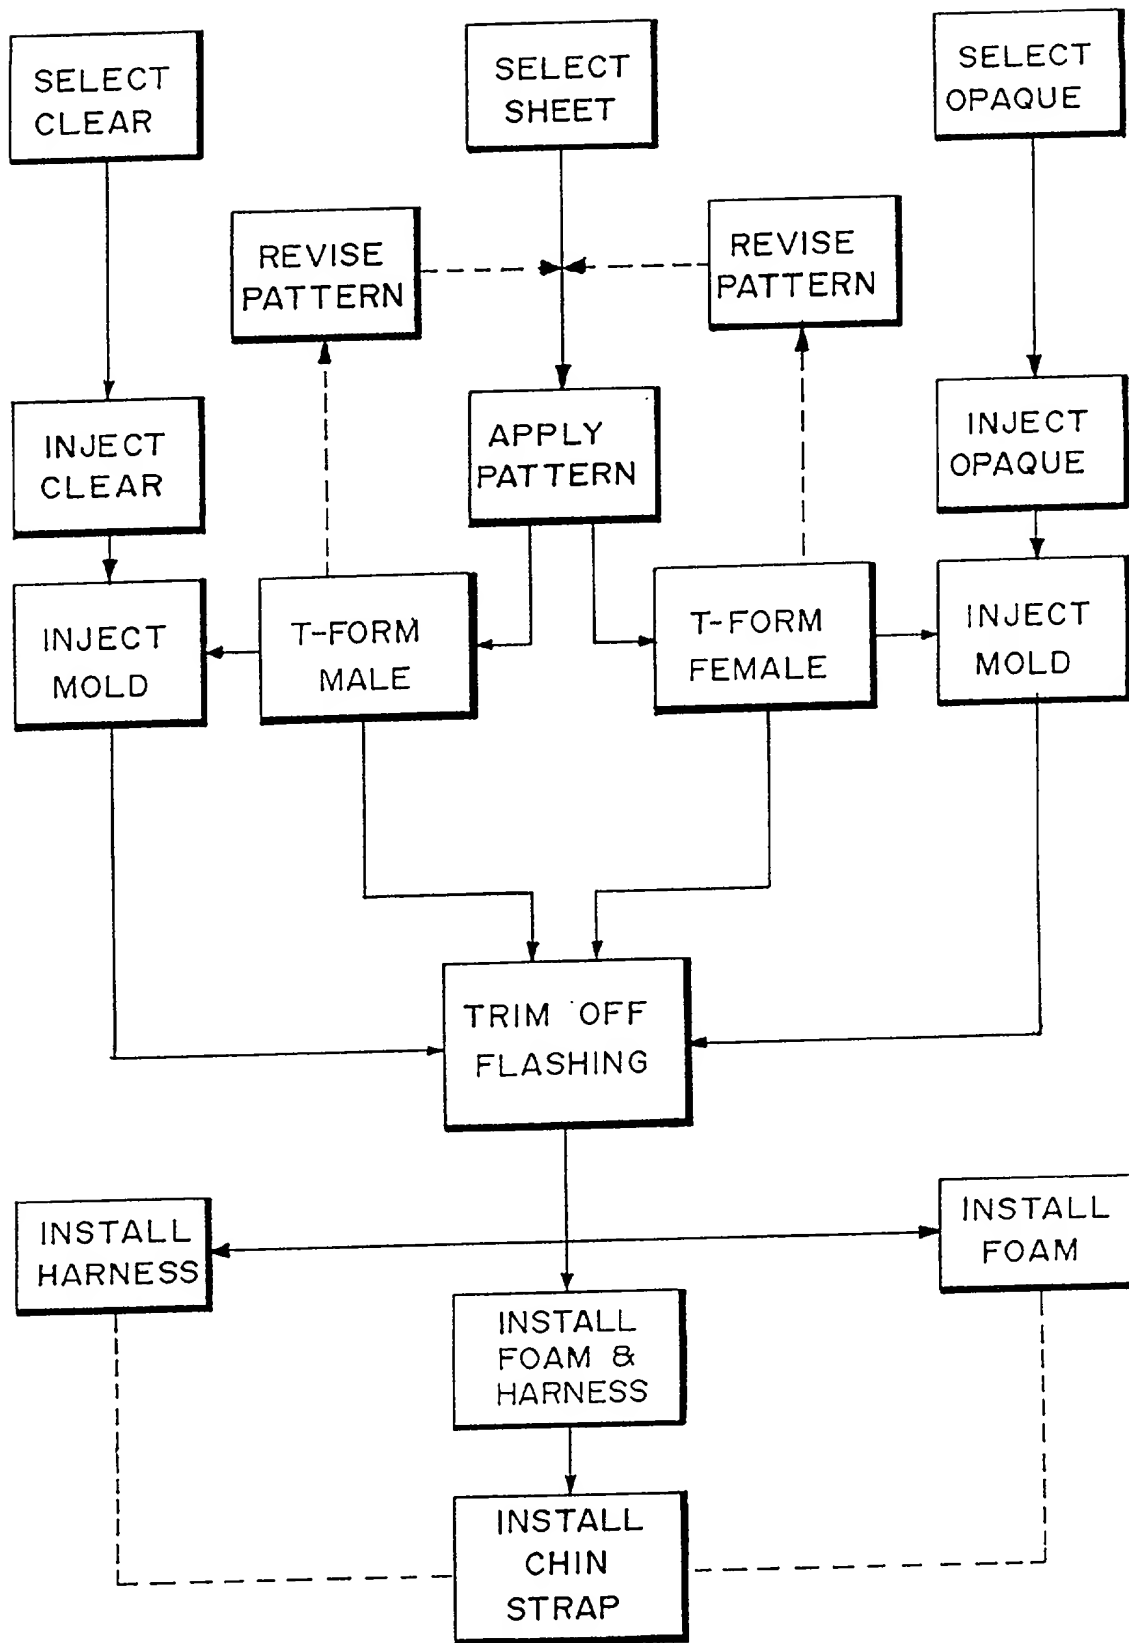 SELECT
CLEAR
SELECT
SHEET
SELECT
OPAQUE
REVISE
PATTERN
REVISE
PATTERN
INJECT
CLEAR
APPLY
PATTERN
INJECT
OPAQUE
INJECT
MOLD
T-FORM
MALE
T-FORM
FEMALE
INJECT
MOLD
TRIM OFF
FLASHING
INSTALL
HARNESS
INSTALL
FOAM
INSTALL
FOAM &
HARNESS
INSTALL
CHIN
STRAP